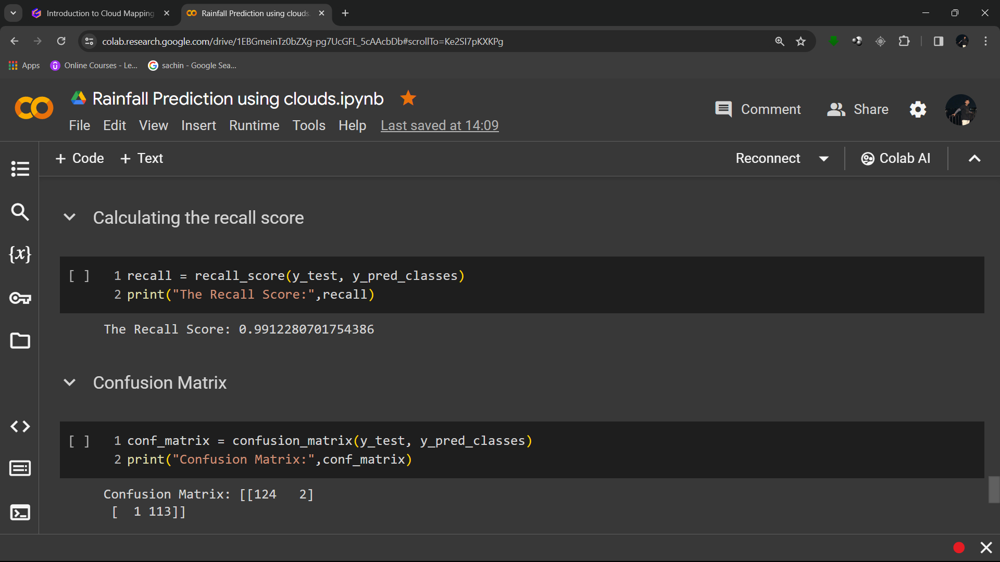 Introduction to Cloud Mapping
Rainfall Prediction using clouds.
colab.research.google.com/drive/1EBGmeinTz0bZXg-pg7UcGFL_5cAAcbDb#scrollTo=Ke2SI7pKXKPg
Apps
Online Courses - Le...
sachin - Google Sea...
Rainfall Prediction using clouds.ipynb
Comment
Share
File Edit View Insert Runtime Tools Help Last saved at 14:09
+ Code + Text
Reconnect
Colab AI
Calculating the recall score
{x}
[ ] 1 recall = recall_score(y_test, y_pred_classes)
2 print("The Recall Score:",recall)
The Recall Score: 0.9912280701754386
Confusion Matrix
[ ] 1 conf_matrix = confusion_matrix(y_test, y_pred_classes)
2 print("Confusion Matrix:",conf_matrix)
Confusion Matrix: [[124   2]
[  1 113]]